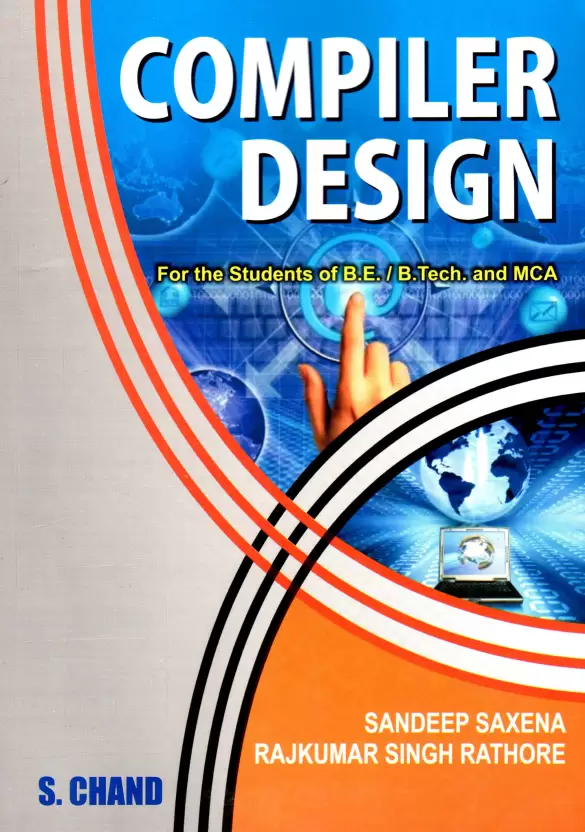 COMPILER
DESIGN
For the Students of B.E. / B.Tech. and MCA
SANDEEP SAXENA
RAJKUMAR SINGH RATHORE
S. CHAND